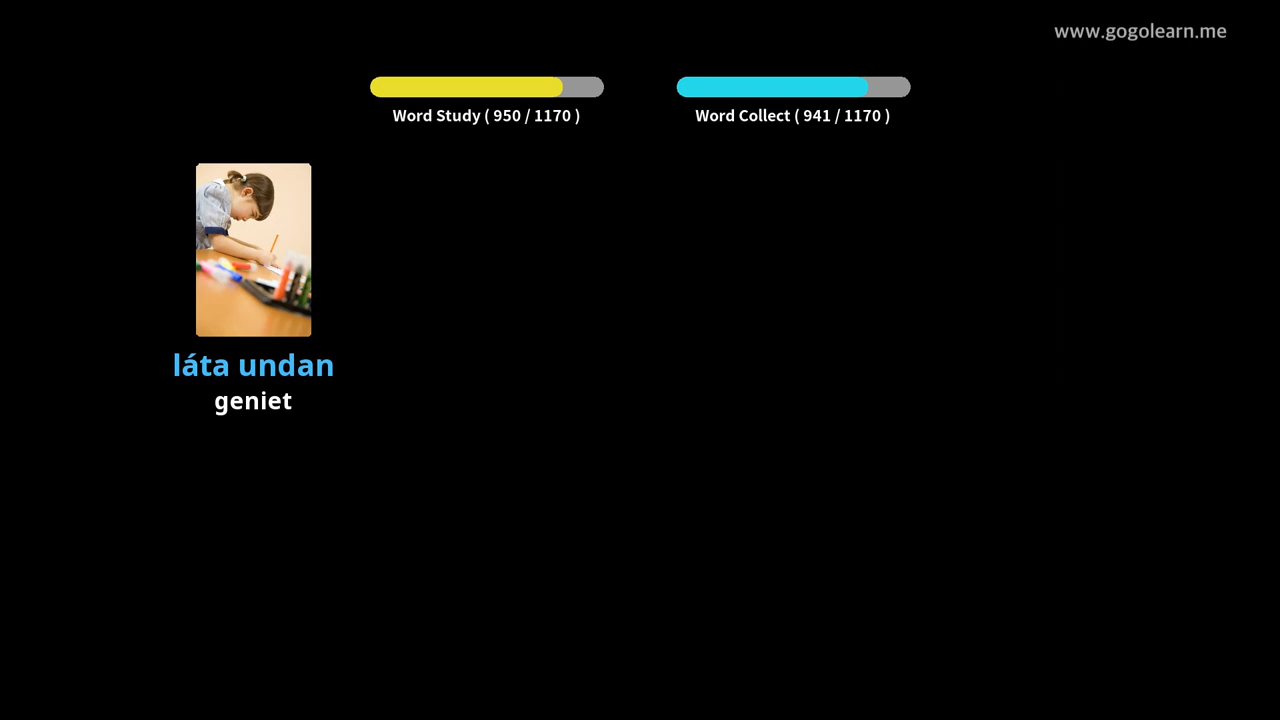 www.gogolearn.me
Word Study ( 950 / 1170 )
Word Collect ( 941 / 1170 )
láta undan
geniet